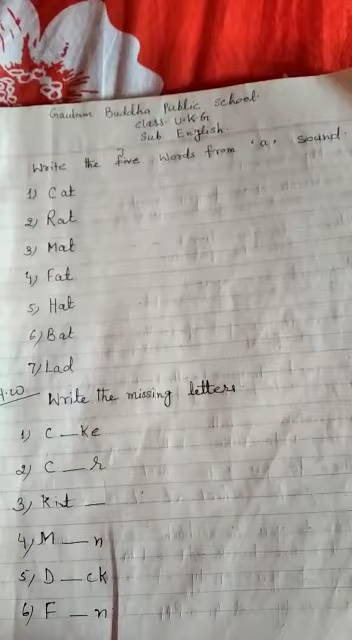 Gautam Buddha Public School.
Class U.K.G
Sub. English.
Write the five words from 'a' sound.
1) Cat
2) Rat
3) Mat
4) Fat
5) Hat
6) Bat
7) Lad
H.W Write the missing letters
1) C _ Ke
2) C _ r
3) Kit _
4) M _ n
5) D _ ck
6) F _ n